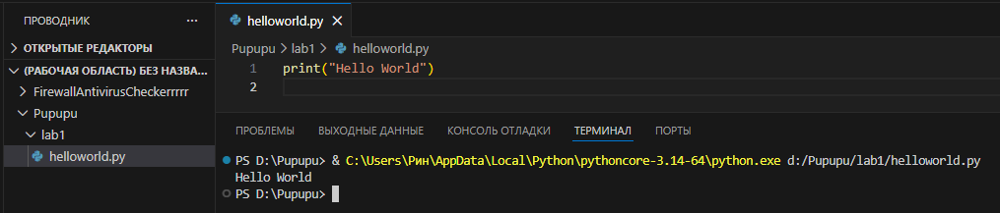 ПРОВОДНИК
ОТКРЫТЫЕ РЕДАКТОРЫ
(РАБОЧАЯ ОБЛАСТЬ) БЕЗ НАЗВА...
FirewallAntivirusCheckerrrrr
Pupupu
lab1
helloworld.py
helloworld.py
Pupupu > lab1 > helloworld.py
1 print("Hello World")
2
ПРОБЛЕМЫ ВЫХОДНЫЕ ДАННЫЕ КОНСОЛЬ ОТЛАДКИ ТЕРМИНАЛ ПОРТЫ
PS D:\Pupupu> & C:\Users\Рин\AppData\Local\Python\pythoncore-3.14-64\python.exe d:/Pupupu/lab1/helloworld.py
Hello World
PS D:\Pupupu>